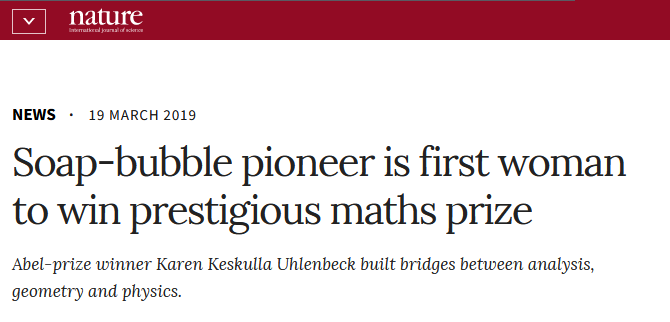 nature
International journal of science
NEWS · 19 MARCH 2019
Soap-bubble pioneer is first woman
to win prestigious maths prize
Abel-prize winner Karen Keskulla Uhlenbeck built bridges between analysis,
geometry and physics.